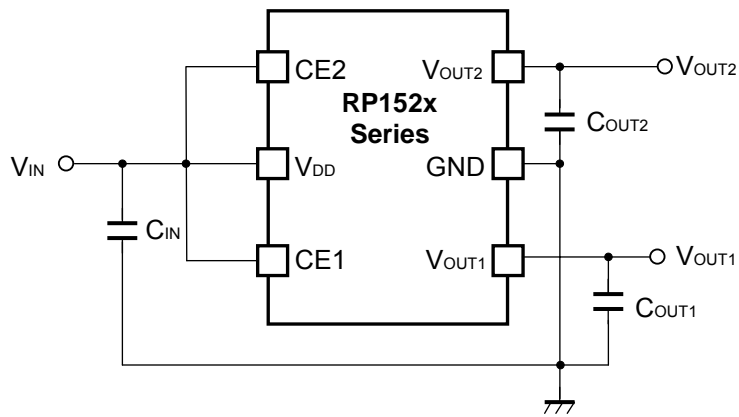 CE2
VOUT2
VOUT2
RP152x
Series
COUT2
VIN
VDD
GND
CIN
CE1
VOUT1
VOUT1
COUT1